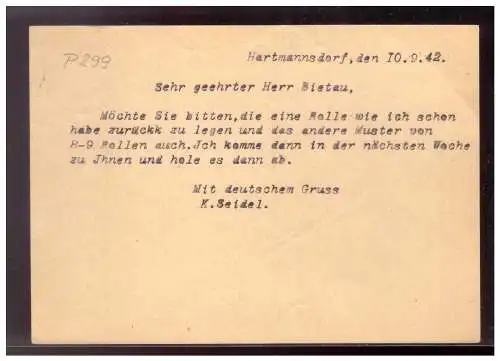 P299
Hartmannsdorf,den 10.9.42.
Sehr geehrter Herr Bistau,
Möchte Sie bitten,die eine Rolle wie ich schon
habe zurückk zu legen und das andere Muster von
8-9 Rollen auch.Jch komme dann in der nächsten Woche
zu Jhnen und hole es dann ab.
Mit deutschem Gruss
K.Seidel.